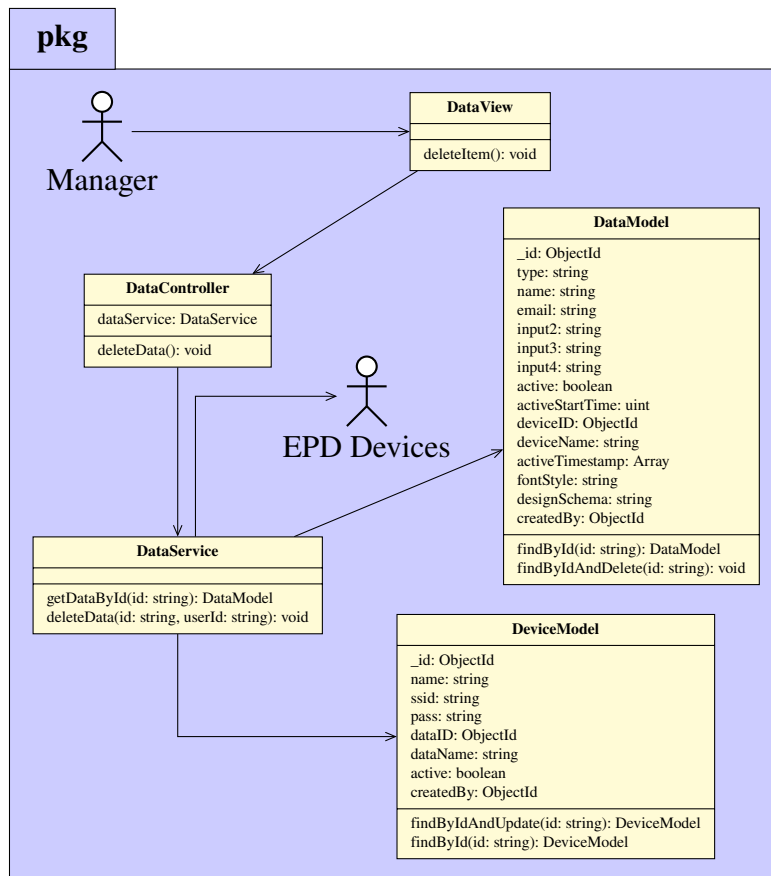 pkg
Manager
DataView
deleteItem(): void
DataController
dataService: DataService
deleteData(): void
EPD Devices
DataModel
_id: ObjectId
type: string
name: string
email: string
input2: string
input3: string
input4: string
active: boolean
activeStartTime: uint
deviceID: ObjectId
deviceName: string
activeTimestamp: Array
fontStyle: string
designSchema: string
createdBy: ObjectId
findById(id: string): DataModel
findByIdAndDelete(id: string): void
DataService
getDataById(id: string): DataModel
deleteData(id: string, userId: string): void
DeviceModel
_id: ObjectId
name: string
ssid: string
pass: string
dataID: ObjectId
dataName: string
active: boolean
createdBy: ObjectId
findByIdAndUpdate(id: string): DeviceModel
findById(id: string): DeviceModel